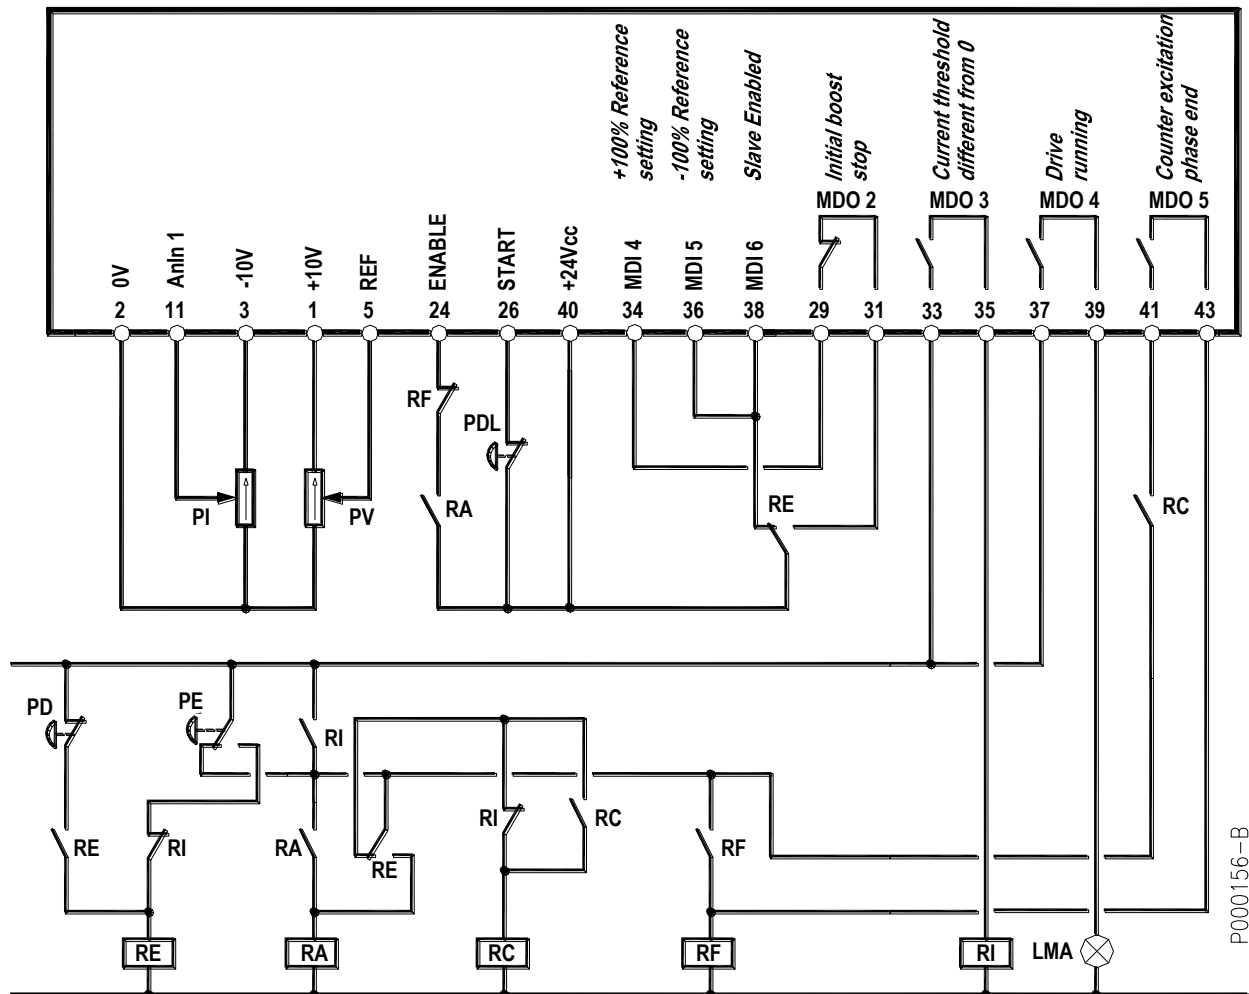 +100% Reference
setting
-100% Reference
setting
Slave Enabled
Initial boost
stop
Current threshold
different from 0
Drive
running
Counter excitation
phase end
MDO 2
MDO 3
MDO 4
MDO 5
0V
AnIn 1
-10V
+10V
REF
ENABLE
START
+24Vcc
MDI 4
MDI 5
MDI 6
2
11
3
1
5
24
26
40
34
36
38
29
31
33
35
37
39
41
43
RF
PDL
PI
PV
RA
RE
RC
PD
PE
RI
RI
RC
RE
RI
RA
RE
RF
RE
RA
RC
RF
RI
LMA
P000156-B